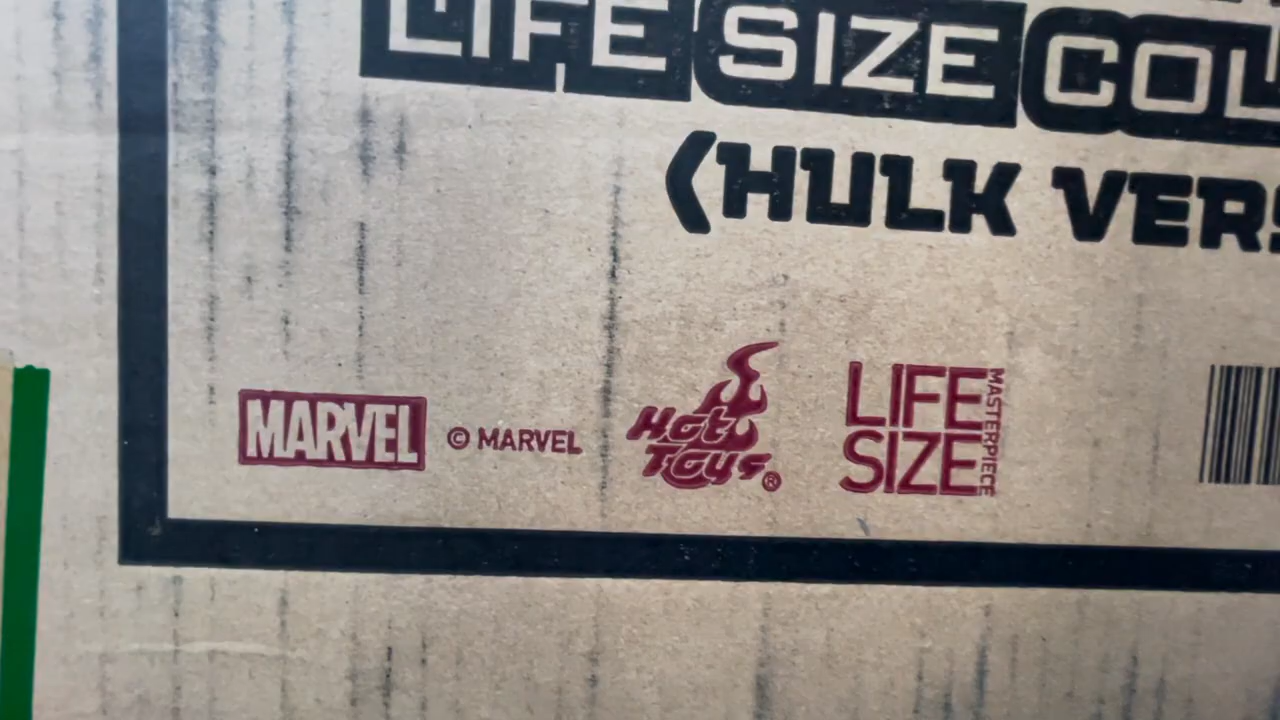 LIFE SIZE COL
(HULK VERS
MARVEL
© MARVEL
Hot
Toys®
LIFE
SIZE
MASTERPIECE